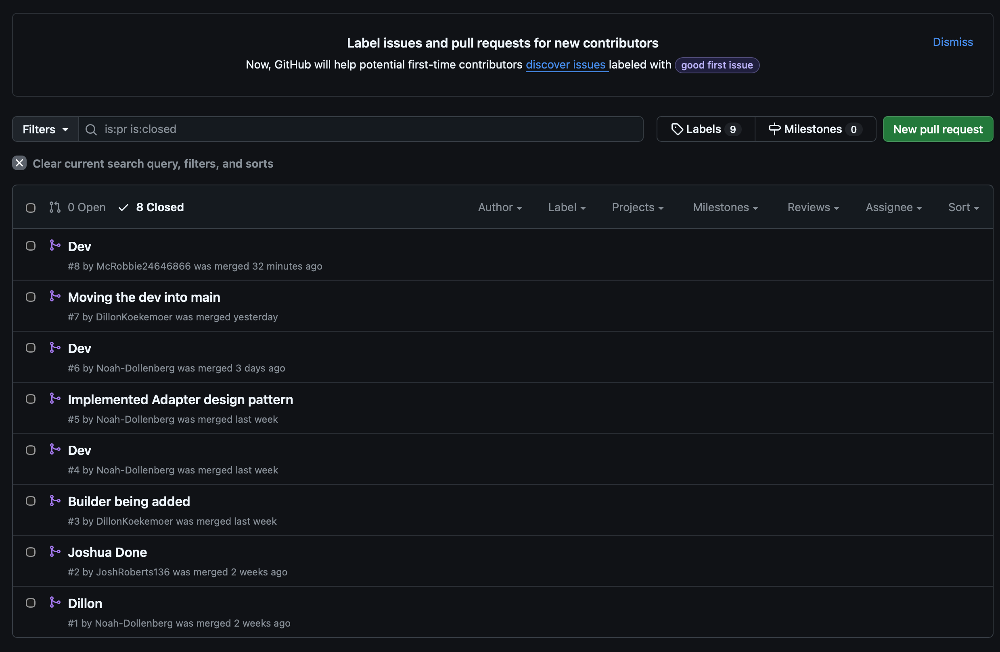 Label issues and pull requests for new contributors
Dismiss
Now, GitHub will help potential first-time contributors discover issues labeled with good first issue
Filters is:pr is:closed Labels 9 Milestones 0 New pull request
Clear current search query, filters, and sorts
0 Open 8 Closed Author Label Projects Milestones Reviews Assignee Sort
Dev
#8 by McRobbie24646866 was merged 32 minutes ago
Moving the dev into main
#7 by DillonKoekemoer was merged yesterday
Dev
#6 by Noah-Dollenberg was merged 3 days ago
Implemented Adapter design pattern
#5 by Noah-Dollenberg was merged last week
Dev
#4 by Noah-Dollenberg was merged last week
Builder being added
#3 by DillonKoekemoer was merged last week
Joshua Done
#2 by JoshRoberts136 was merged 2 weeks ago
Dillon
#1 by Noah-Dollenberg was merged 2 weeks ago